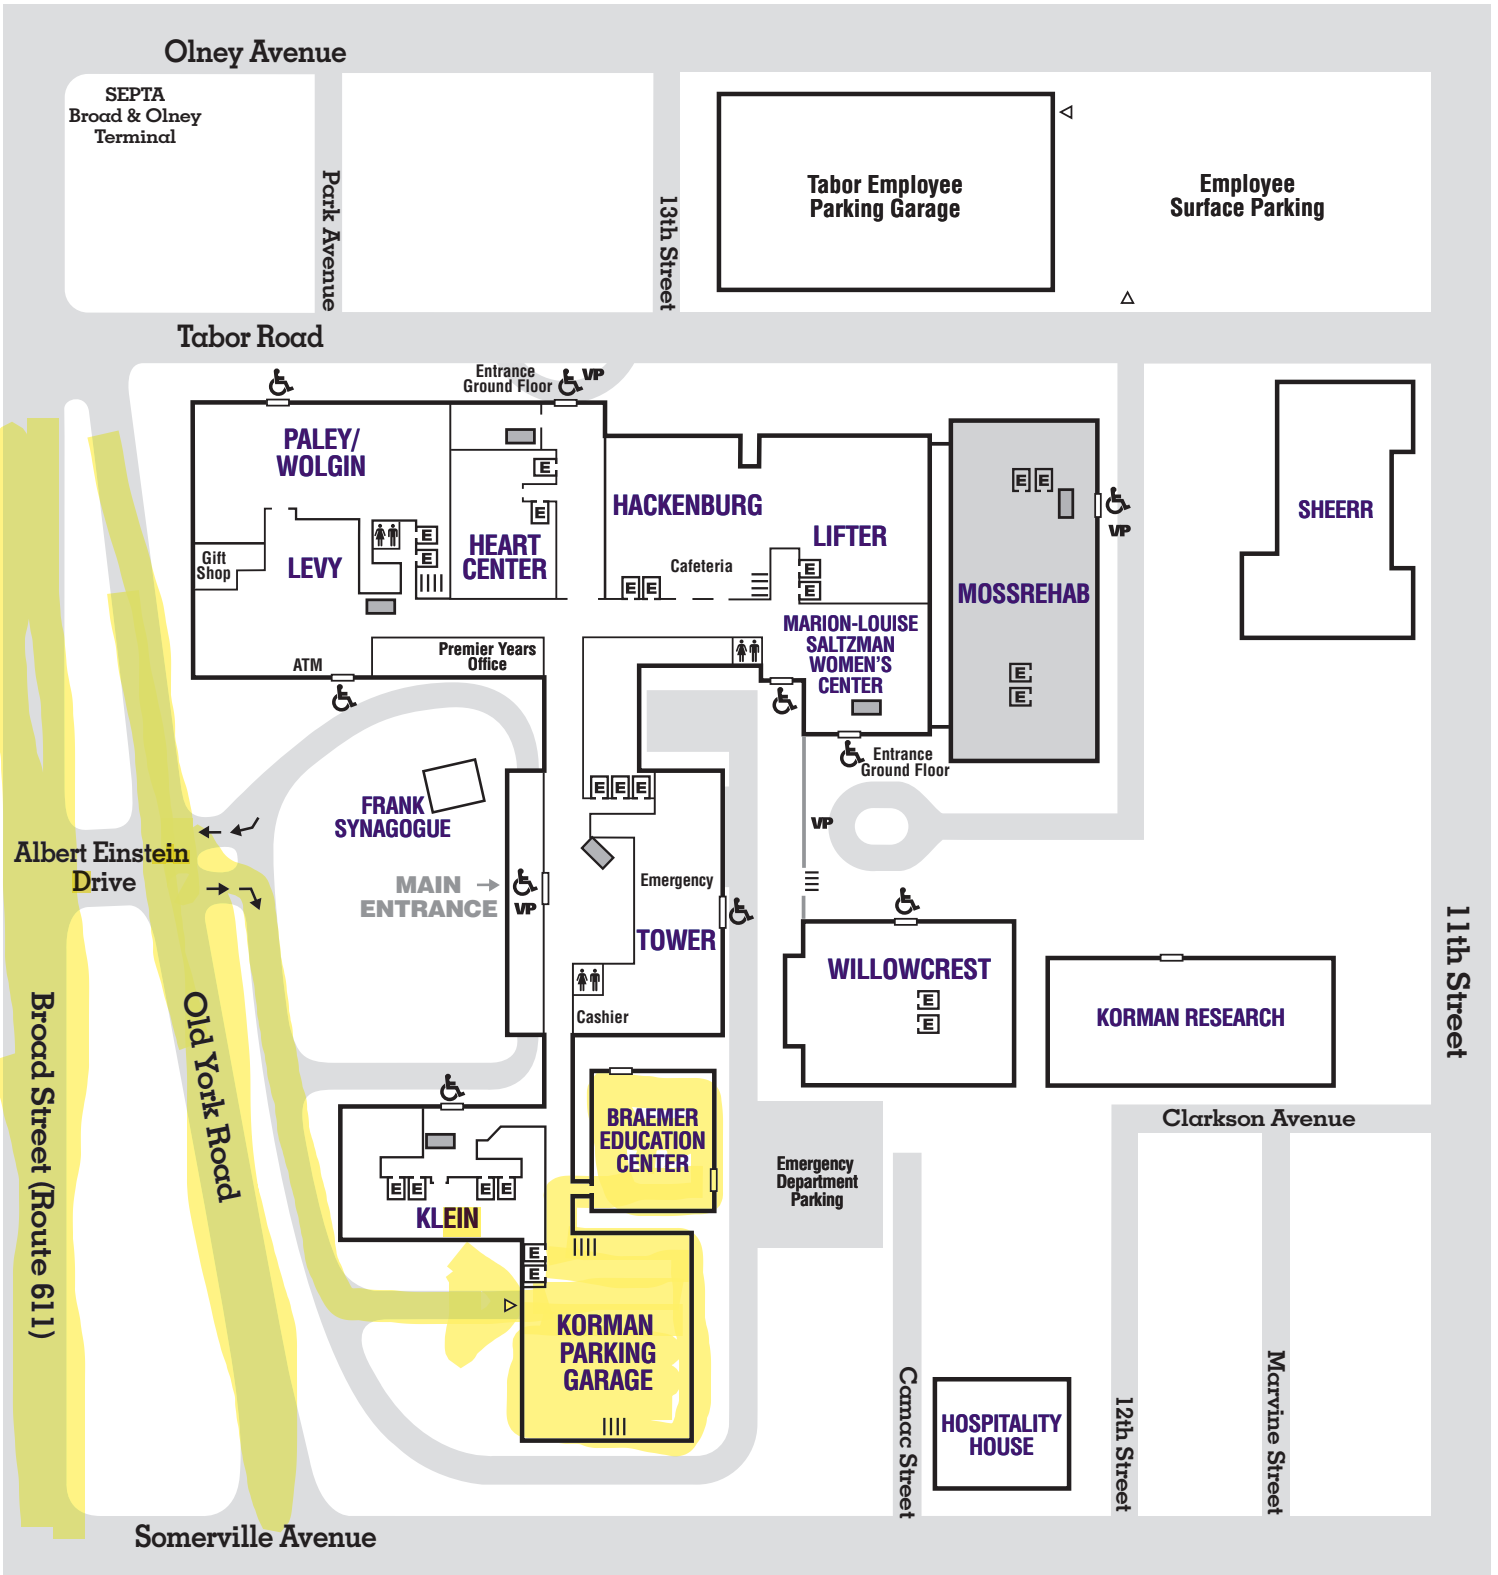 Olney Avenue
SEPTA
Broad & Olney
Terminal
Park Avenue
13th Street
Tabor Employee
Parking Garage
Employee
Surface Parking
Tabor Road
Entrance
Ground Floor
VP
PALEY/
WOLGIN
E
E
HEART
CENTER
HACKENBURG
LIFTER
E E
VP
SHEERR
Gift
Shop
LEVY
E
E
Cafeteria
E E
E
E
MOSSREHAB
MARION-LOUISE
SALTZMAN
WOMEN'S
CENTER
E
E
Premier Years
Office
ATM
Entrance
Ground Floor
E E E
FRANK
SYNAGOGUE
VP
Albert Einstein
Drive
MAIN
ENTRANCE
VP
Emergency
TOWER
Cashier
WILLOWCREST
E
E
KORMAN RESEARCH
11th Street
Broad Street (Route 611)
Old York Road
BRAEMER
EDUCATION
CENTER
Clarkson Avenue
Emergency
Department
Parking
E E
E E
KLEIN
E
E
KORMAN
PARKING
GARAGE
Camac Street
HOSPITALITY
HOUSE
12th Street
Marvine Street
Somerville Avenue